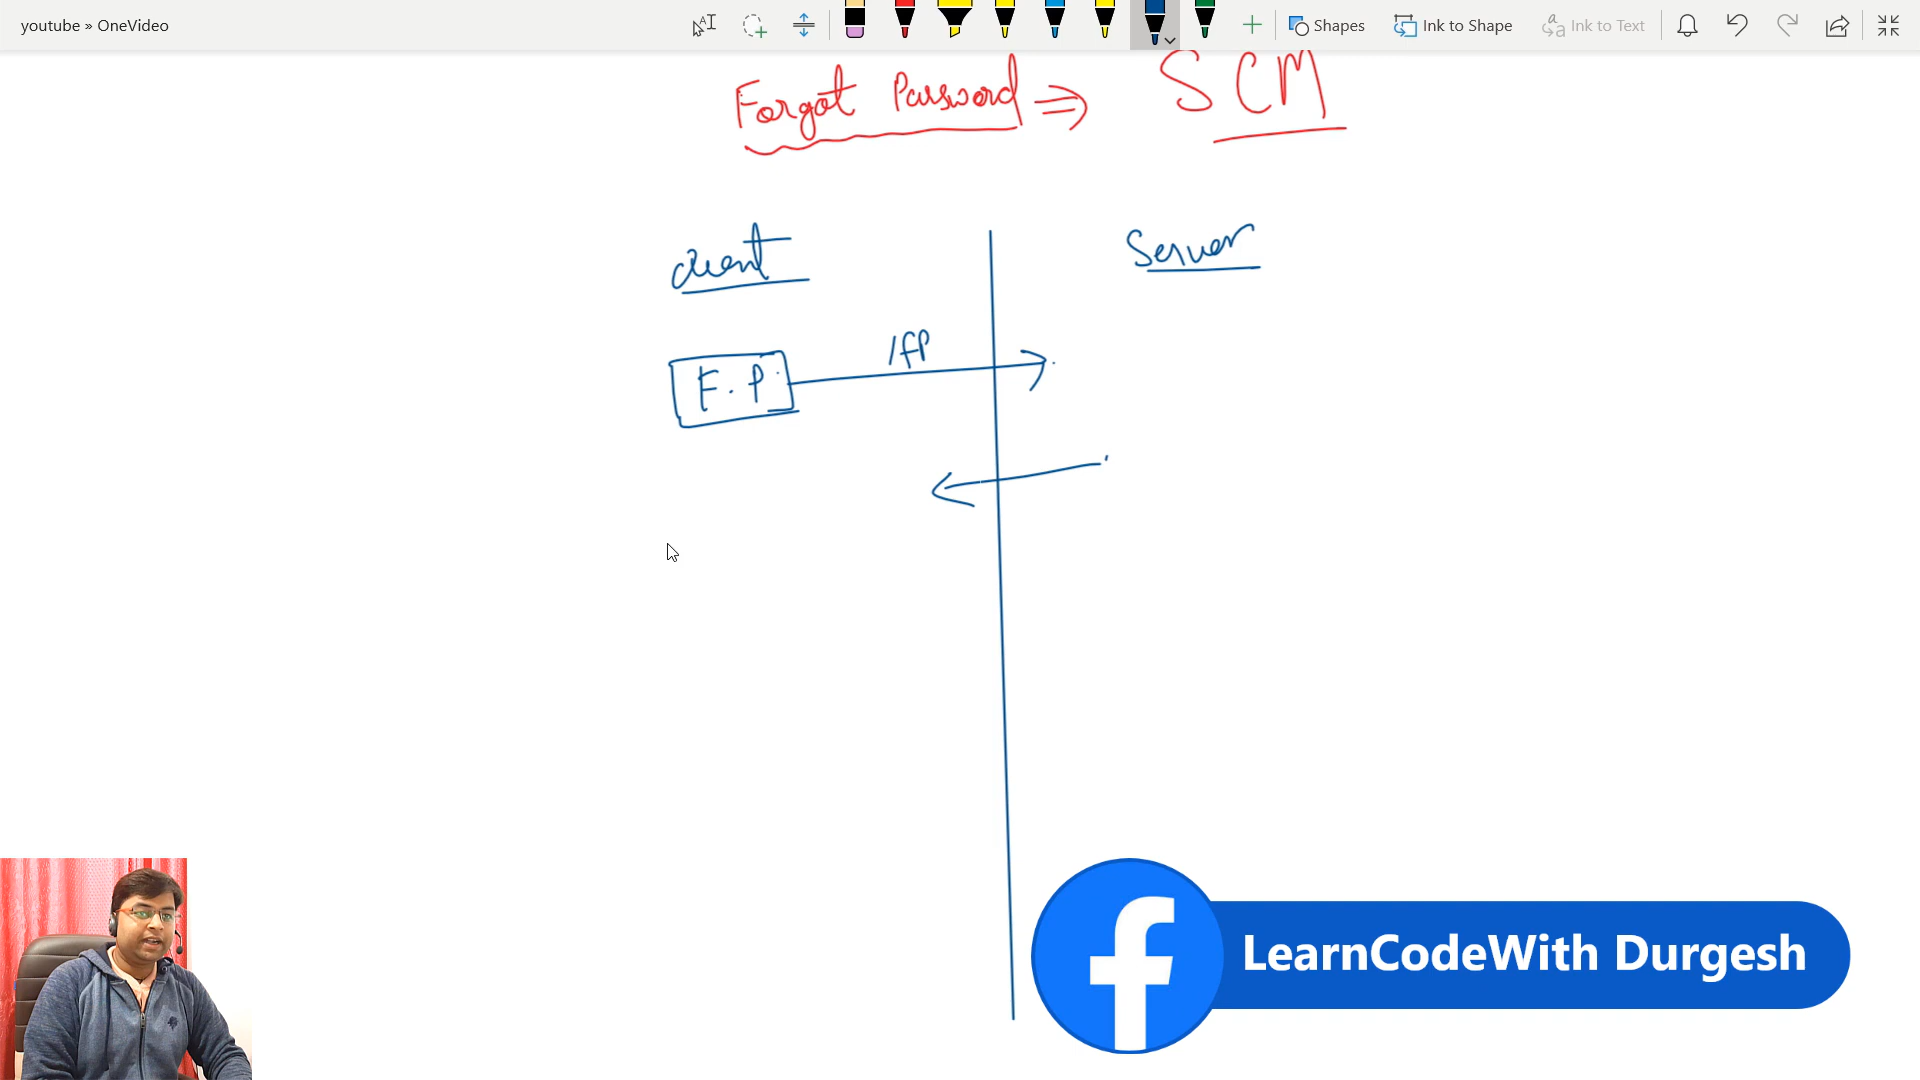 youtube » OneVideo
Shapes
Ink to Shape
Ink to Text
Forgot Password ⇒ SCM
client
Server
/fP
F.P
LearnCodeWith Durgesh